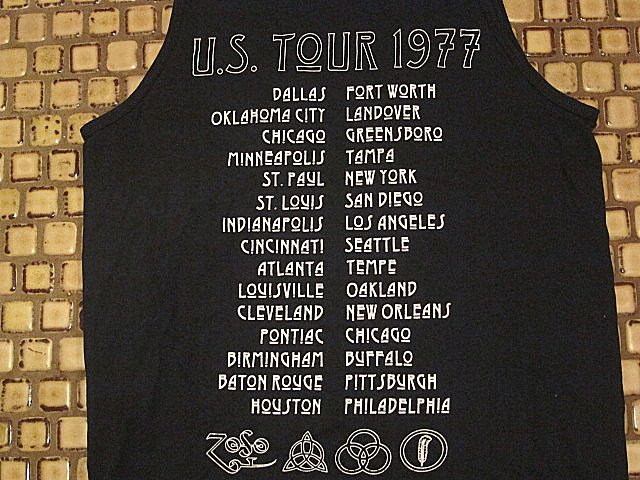 U.S. TOUR 1977
DALLAS FORT WORTH
OKLAHOMA CITY LANDOVER
CHICAGO GREENSBORO
MINNEAPOLIS TAMPA
ST. PAUL NEW YORK
ST. LOUIS SAN DIEGO
INDIANAPOLIS LOS ANGELES
CINCINNATI SEATTLE
ATLANTA TEMPE
LOUISVILLE OAKLAND
CLEVELAND NEW ORLEANS
PONTIAC CHICAGO
BIRMINGHAM BUFFALO
BATON ROUGE PITTSBURGH
HOUSTON PHILADELPHIA
ZOSO